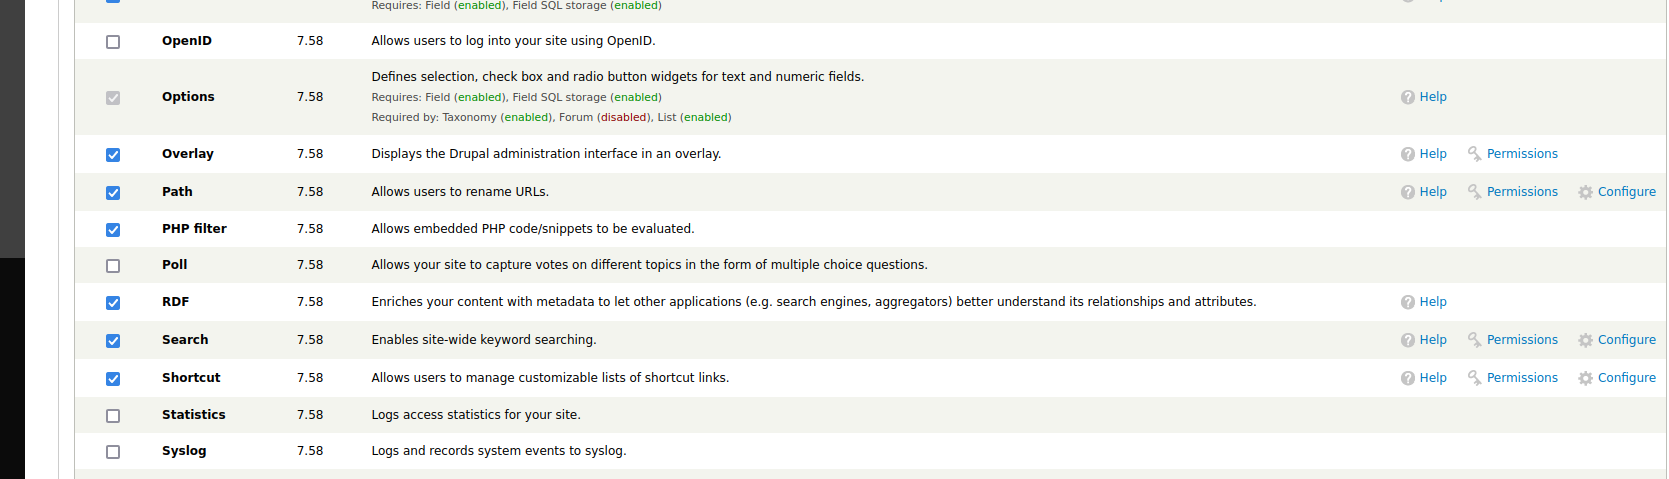 Requires: Field (enabled), Field SQL storage (enabled)
OpenID 7.58 Allows users to log into your site using OpenID.
Defines selection, check box and radio button widgets for text and numeric fields.
Options 7.58 Requires: Field (enabled), Field SQL storage (enabled) Help
Required by: Taxonomy (enabled), Forum (disabled), List (enabled)
Overlay 7.58 Displays the Drupal administration interface in an overlay. Help Permissions
Path 7.58 Allows users to rename URLs. Help Permissions Configure
PHP filter 7.58 Allows embedded PHP code/snippets to be evaluated.
Poll 7.58 Allows your site to capture votes on different topics in the form of multiple choice questions.
RDF 7.58 Enriches your content with metadata to let other applications (e.g. search engines, aggregators) better understand its relationships and attributes. Help
Search 7.58 Enables site-wide keyword searching. Help Permissions Configure
Shortcut 7.58 Allows users to manage customizable lists of shortcut links. Help Permissions Configure
Statistics 7.58 Logs access statistics for your site.
Syslog 7.58 Logs and records system events to syslog.